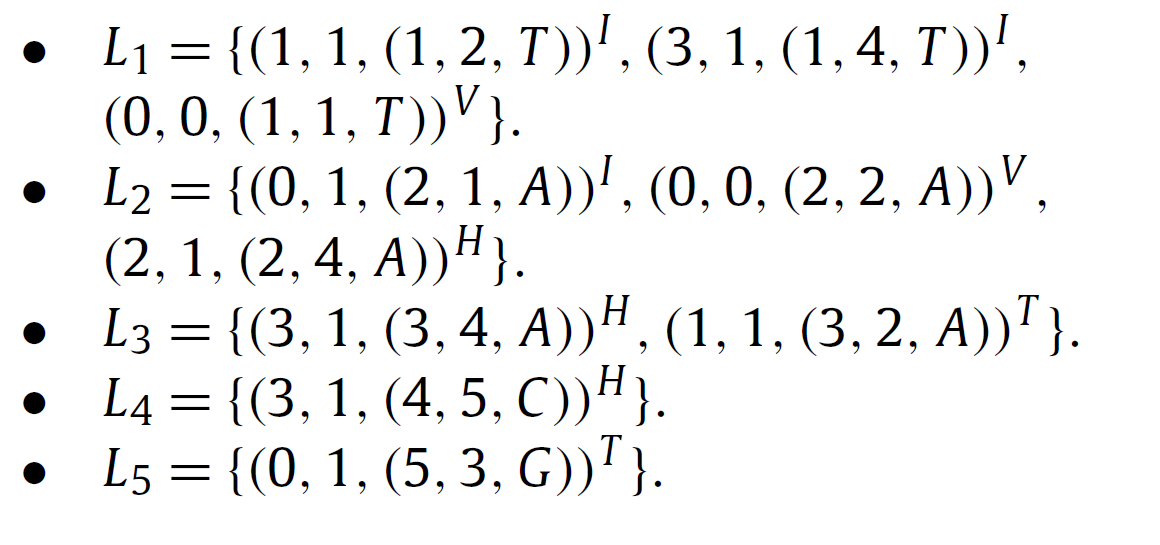 • L₁ = {(1, 1, (1, 2, T))ᴵ, (3, 1, (1, 4, T))ᴵ,
(0, 0, (1, 1, T))ⱽ}.
• L₂ = {(0, 1, (2, 1, A))ᴵ, (0, 0, (2, 2, A))ⱽ,
(2, 1, (2, 4, A))ᴴ}.
• L₃ = {(3, 1, (3, 4, A))ᴴ, (1, 1, (3, 2, A))ᵀ}.
• L₄ = {(3, 1, (4, 5, C))ᴴ}.
• L₅ = {(0, 1, (5, 3, G))ᵀ}.